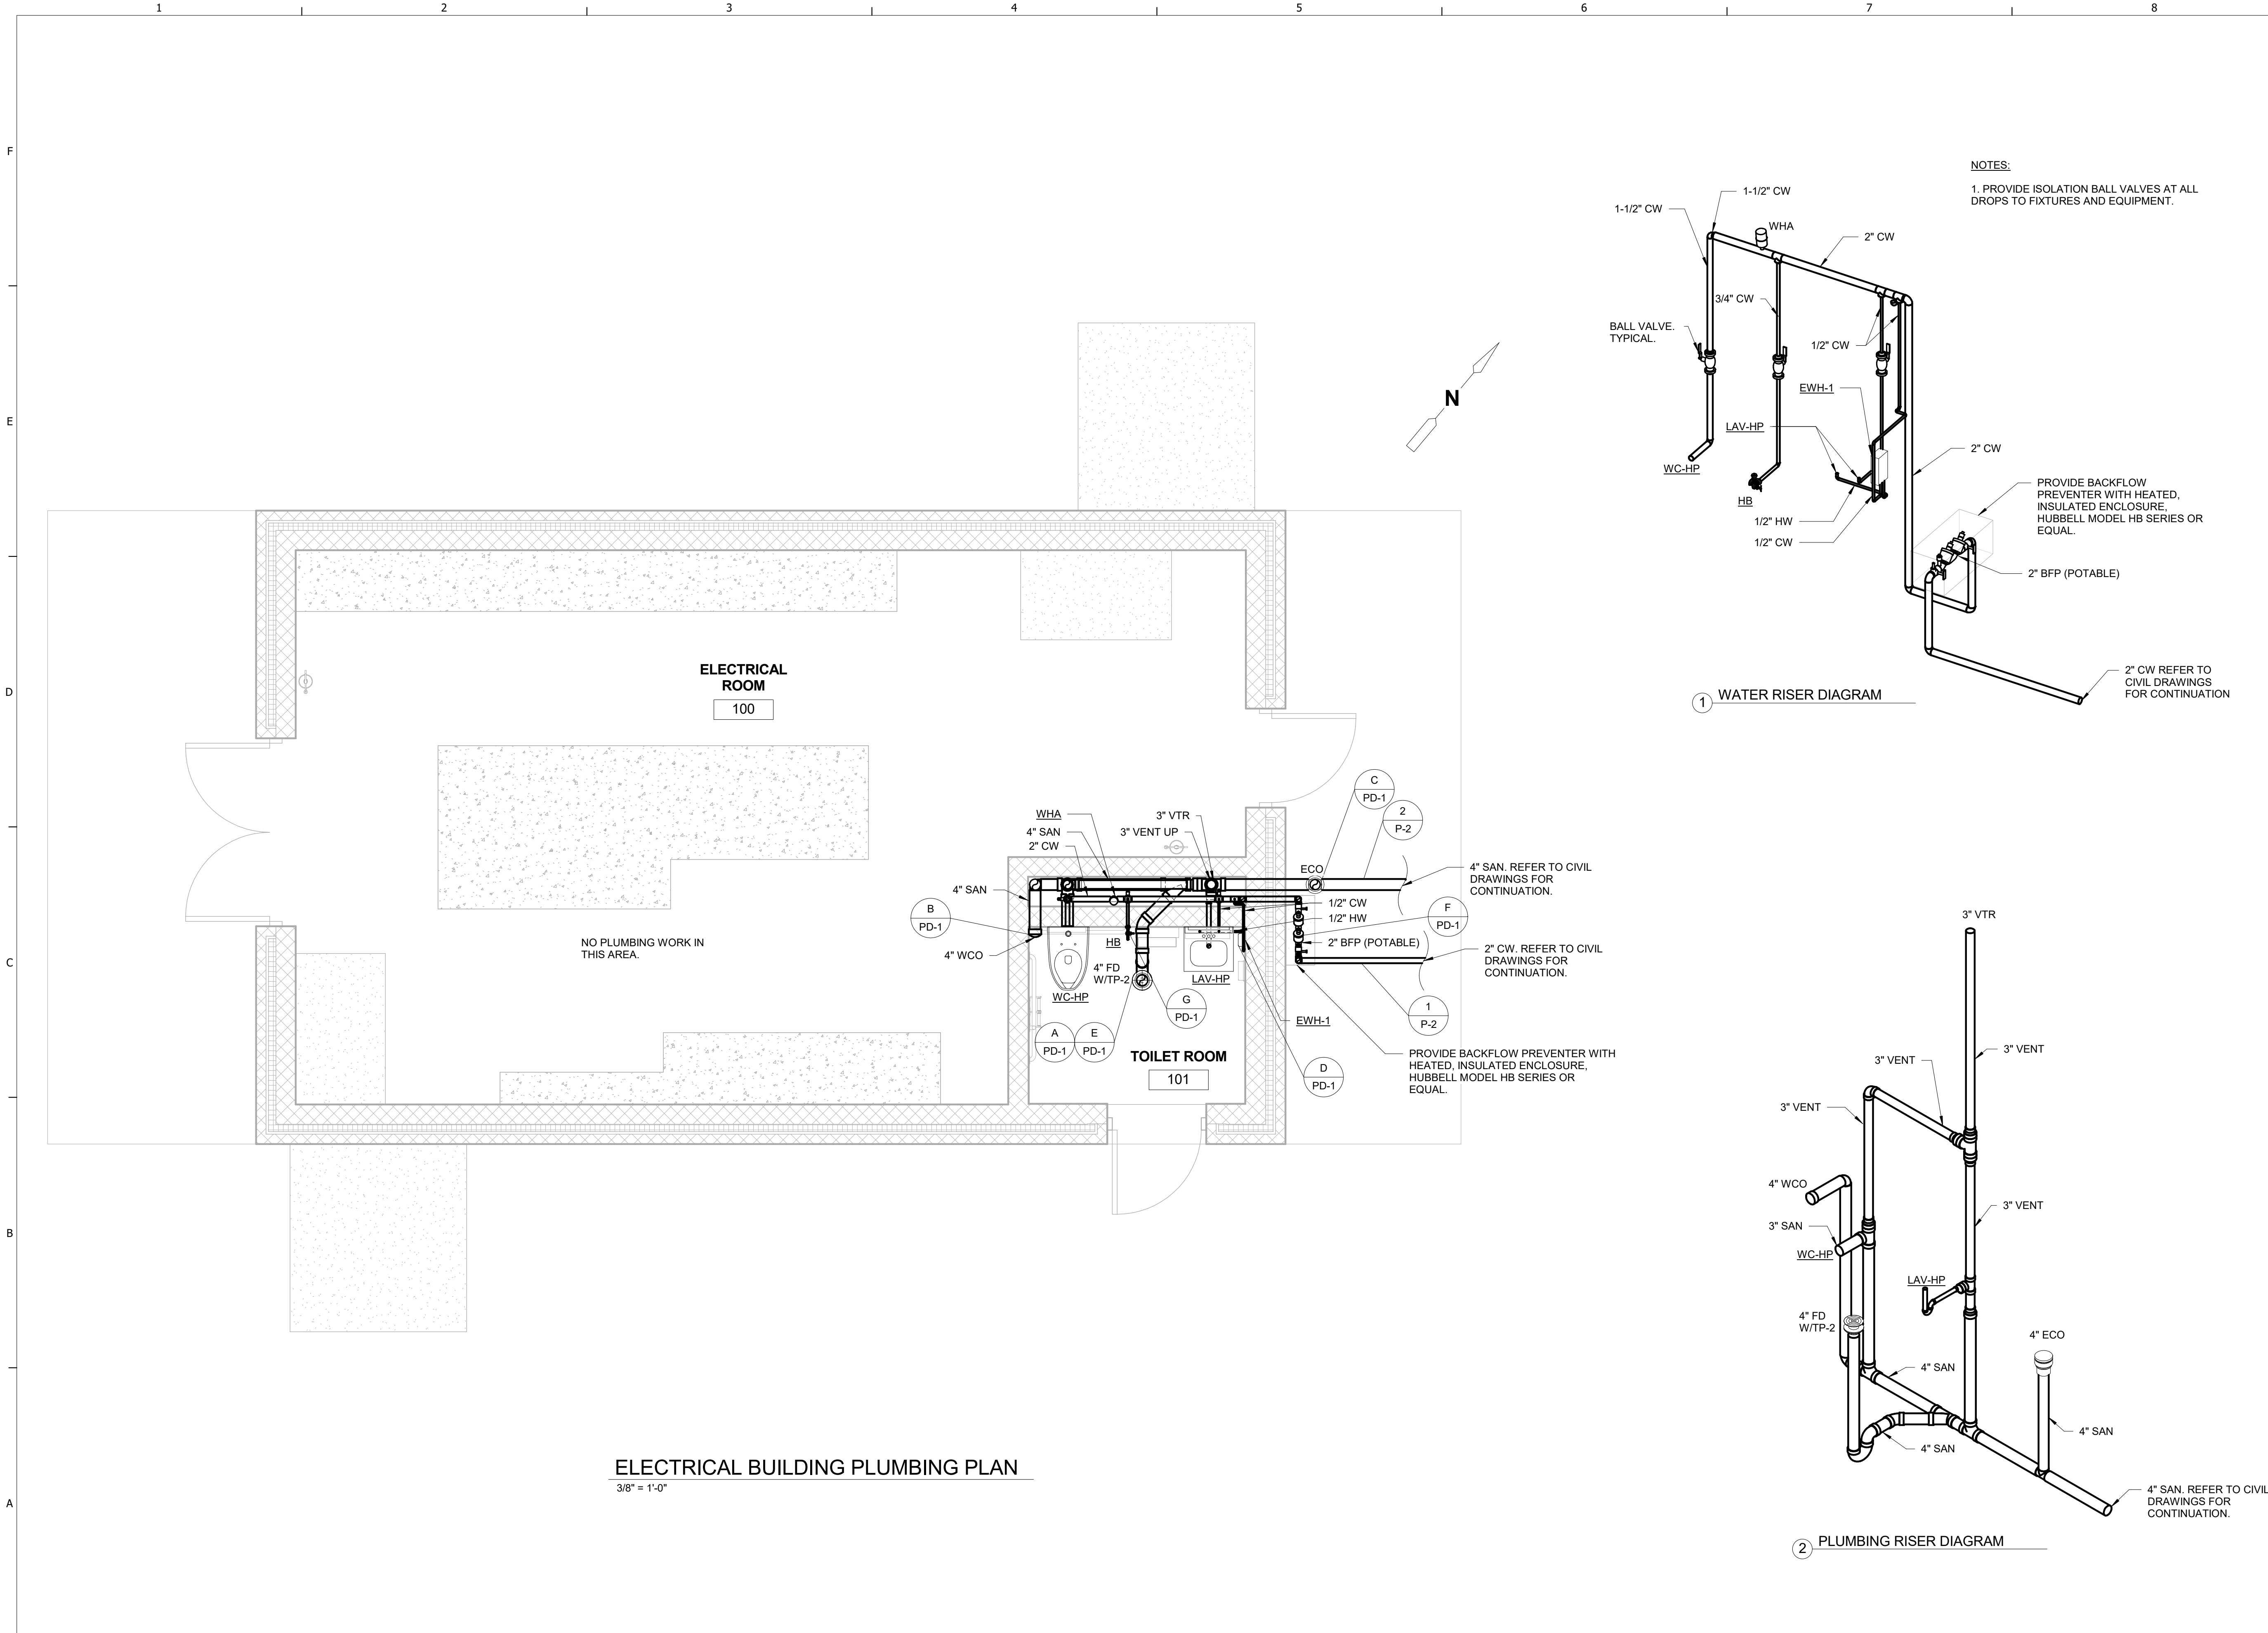 1
2
3
4
5
6
7
8
F
E
D
C
B
A
NOTES:
1. PROVIDE ISOLATION BALL VALVES AT ALL
DROPS TO FIXTURES AND EQUIPMENT.
1-1/2" CW
1-1/2" CW
WHA
2" CW
3/4" CW
BALL VALVE.
TYPICAL.
1/2" CW
EWH-1
LAV-HP
WC-HP
HB
1/2" HW
1/2" CW
2" CW
PROVIDE BACKFLOW
PREVENTER WITH HEATED,
INSULATED ENCLOSURE,
HUBBELL MODEL HB SERIES OR
EQUAL.
2" BFP (POTABLE)
2" CW REFER TO
CIVIL DRAWINGS
FOR CONTINUATION
1 WATER RISER DIAGRAM
N
ELECTRICAL
ROOM
100
NO PLUMBING WORK IN
THIS AREA.
WHA
4" SAN
2" CW
3" VTR
3" VENT UP
4" SAN
B
PD-1
4" WCO
HB
4" FD
W/TP-2
WC-HP
LAV-HP
A
PD-1
E
PD-1
G
PD-1
TOILET ROOM
101
C
PD-1
2
P-2
ECO
4" SAN. REFER TO CIVIL
DRAWINGS FOR
CONTINUATION.
1/2" CW
1/2" HW
F
PD-1
2" BFP (POTABLE)
2" CW. REFER TO CIVIL
DRAWINGS FOR
CONTINUATION.
1
P-2
EWH-1
D
PD-1
PROVIDE BACKFLOW PREVENTER WITH
HEATED, INSULATED ENCLOSURE,
HUBBELL MODEL HB SERIES OR
EQUAL.
ELECTRICAL BUILDING PLUMBING PLAN
3/8" = 1'-0"
3" VTR
3" VENT
3" VENT
3" VENT
4" WCO
3" VENT
3" SAN
WC-HP
LAV-HP
4" FD
W/TP-2
4" ECO
4" SAN
4" SAN
4" SAN
4" SAN. REFER TO CIVIL
DRAWINGS FOR
CONTINUATION.
2 PLUMBING RISER DIAGRAM